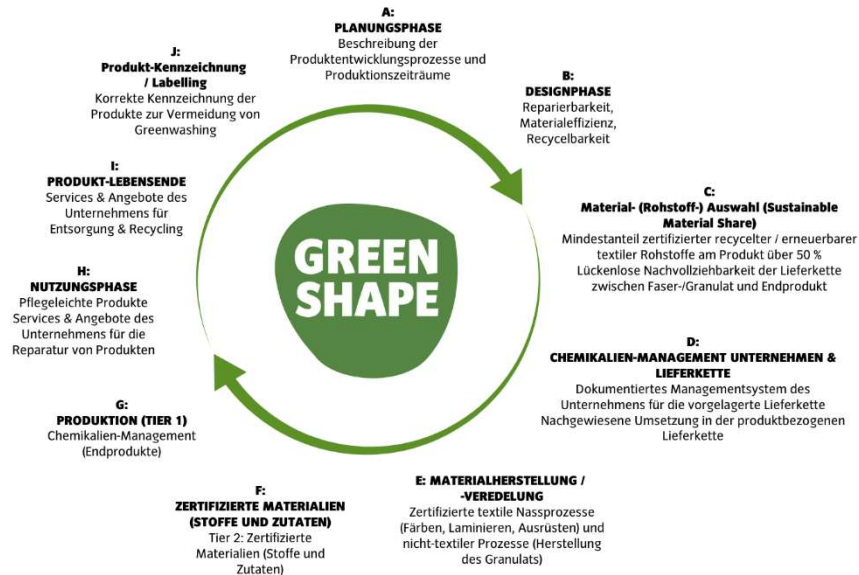 A:
PLANUNGSPHASE
Beschreibung der
Produktentwicklungsprozesse und
Produktionszeiträume
B:
DESIGNPHASE
Reparierbarkeit,
Materialeffizienz,
Recycelbarkeit
C:
Material- (Rohstoff-) Auswahl (Sustainable
Material Share)
Mindestanteil zertifizierter recycelter / erneuerbarer
textiler Rohstoffe am Produkt über 50 %
Lückenlose Nachvollziehbarkeit der Lieferkette
zwischen Faser-/Granulat und Endprodukt
D:
CHEMIKALIEN-MANAGEMENT UNTERNEHMEN &
LIEFERKETTE
Dokumentiertes Managementsystem des
Unternehmens für die vorgelagerte Lieferkette
Nachgewiesene Umsetzung in der produktbezogenen
Lieferkette
E: MATERIALHERSTELLUNG /
-VEREDELUNG
Zertifizierte textile Nassprozesse
(Färben, Laminieren, Ausrüsten) und
nicht-textiler Prozesse (Herstellung
des Granulats)
F:
ZERTIFIZIERTE MATERIALIEN
(STOFFE UND ZUTATEN)
Tier 2: Zertifizierte
Materialien (Stoffe und
Zutaten)
G:
PRODUKTION (TIER 1)
Chemikalien-Management
(Endprodukte)
H:
NUTZUNGSPHASE
Pflegeleichte Produkte
Services & Angebote des
Unternehmens für die
Reparatur von Produkten
I:
PRODUKT-LEBENSENDE
Services & Angebote des
Unternehmens für
Entsorgung & Recycling
J:
Produkt-Kennzeichnung
/ Labelling
Korrekte Kennzeichnung der
Produkte zur Vermeidung von
Greenwashing
GREEN
SHAPE